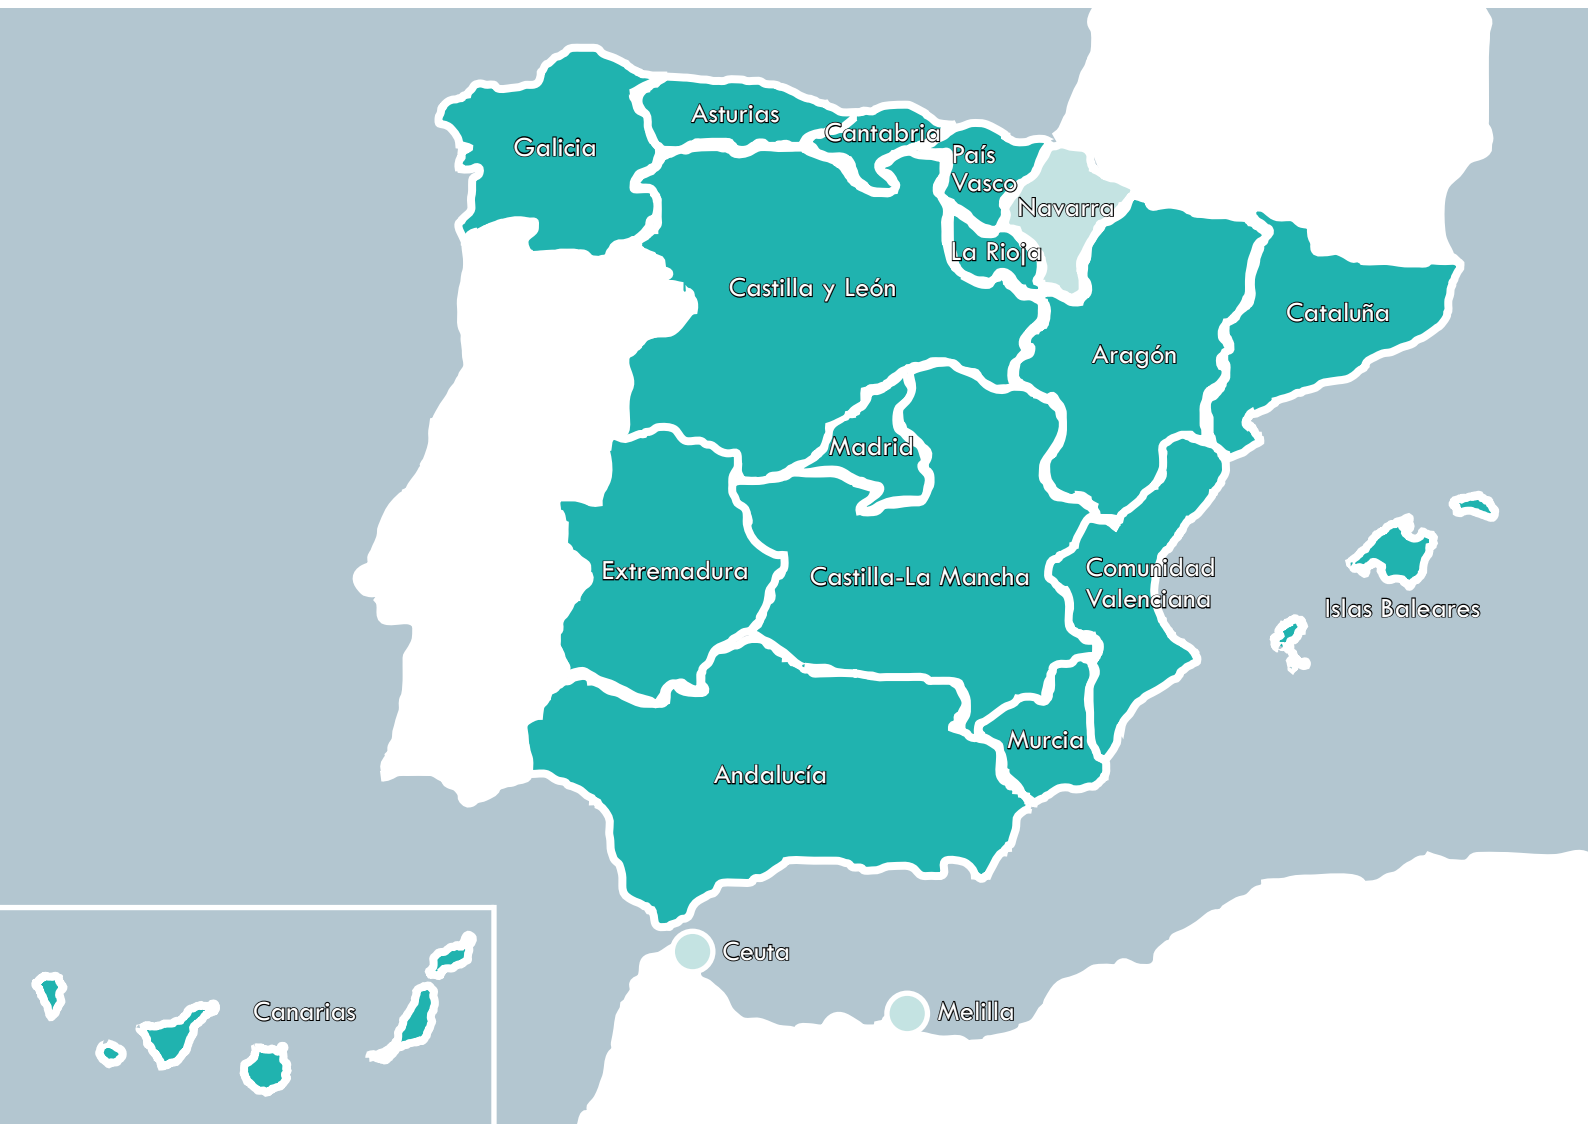 Asturias
Cantabria
Galicia
País
Vasco
Navarra
La Rioja
Castilla y León
Cataluña
Aragón
Madrid
Extremadura
Castilla-La Mancha
Comunidad
Valenciana
Islas Baleares
Murcia
Andalucía
Ceuta
Canarias
Melilla